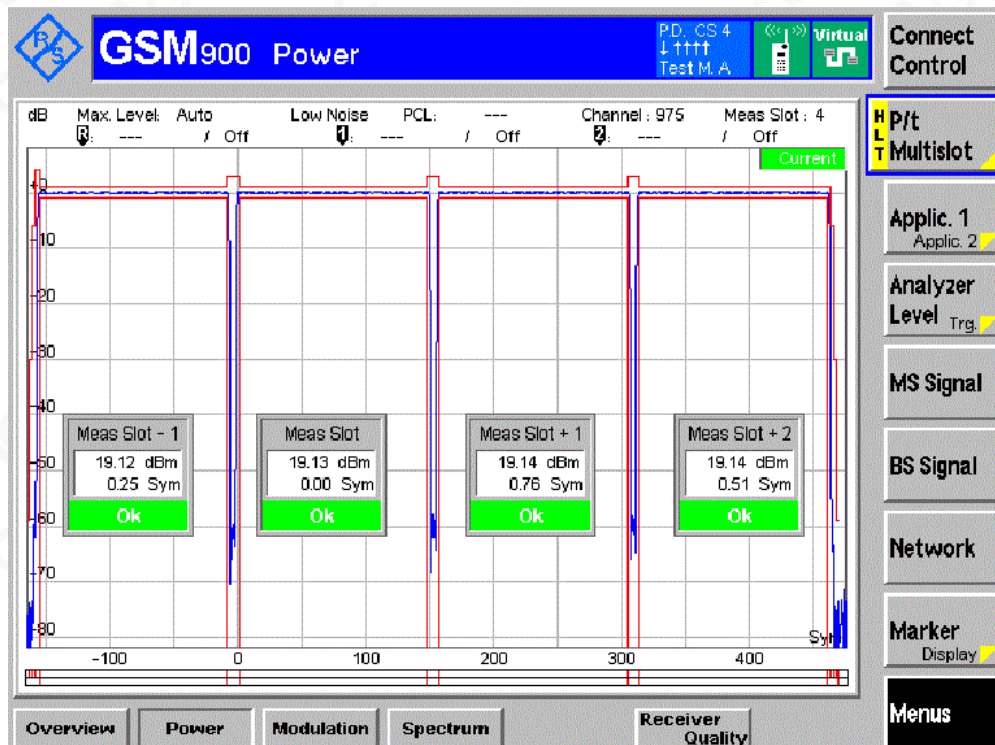 R/S
GSM900 Power
P.D. CS 4
↓ ↑↑↑↑
Test M. A.
Virtual
Connect Control
dB Max. Level: Auto Low Noise PCL: --- Channel : 975 Meas Slot : 4
R: --- / Off 1: --- / Off 2: --- / Off
Current
HLT
P/t Multislot
+0
-10
-20
-30
-40
-50
-60
-70
-80
Meas Slot - 1
19.12 dBm
0.25 Sym
Ok
Meas Slot
19.13 dBm
0.00 Sym
Ok
Meas Slot + 1
19.14 dBm
0.76 Sym
Ok
Meas Slot + 2
19.14 dBm
0.51 Sym
Ok
Sym
-100 0 100 200 300 400
Applic. 1
Applic. 2
Analyzer
Level Trg.
MS Signal
BS Signal
Network
Marker
Display
Menus
Overview Power Modulation Spectrum Receiver Quality